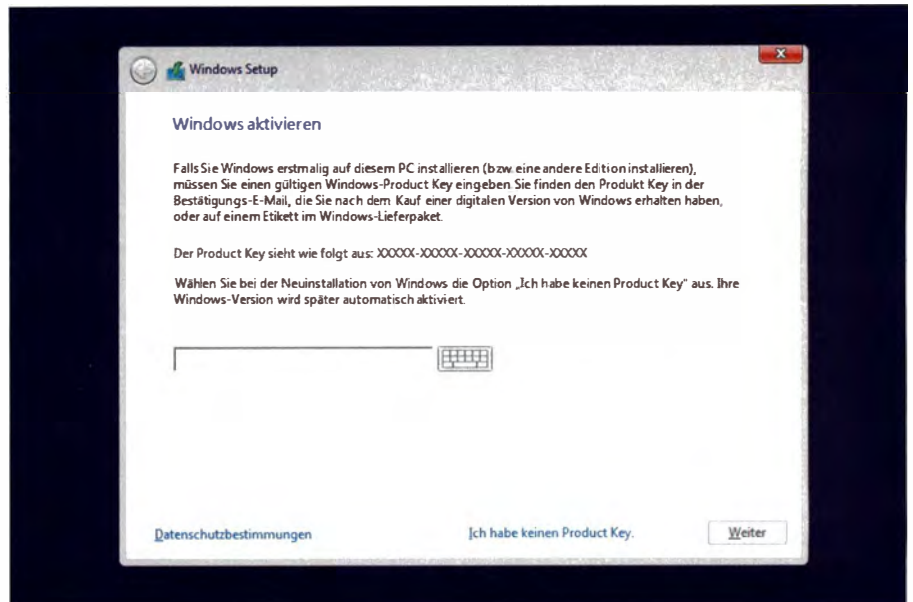 Windows Setup
Windows aktivieren
Falls Sie Windows erstmalig auf diesem PC installieren (bzw. eine andere Edition installieren),
müssen Sie einen gültigen Windows-Product Key eingeben. Sie finden den Produkt Key in der
Bestätigungs-E-Mail, die Sie nach dem Kauf einer digitalen Version von Windows erhalten haben,
oder auf einem Etikett im Windows-Lieferpaket.
Der Product Key sieht wie folgt aus: XXXXX-XXXXX-XXXXX-XXXXX-XXXXX
Wählen Sie bei der Neuinstallation von Windows die Option „Ich habe keinen Product Key" aus. Ihre
Windows-Version wird später automatisch aktiviert.
Datenschutzbestimmungen
Ich habe keinen Product Key.
Weiter